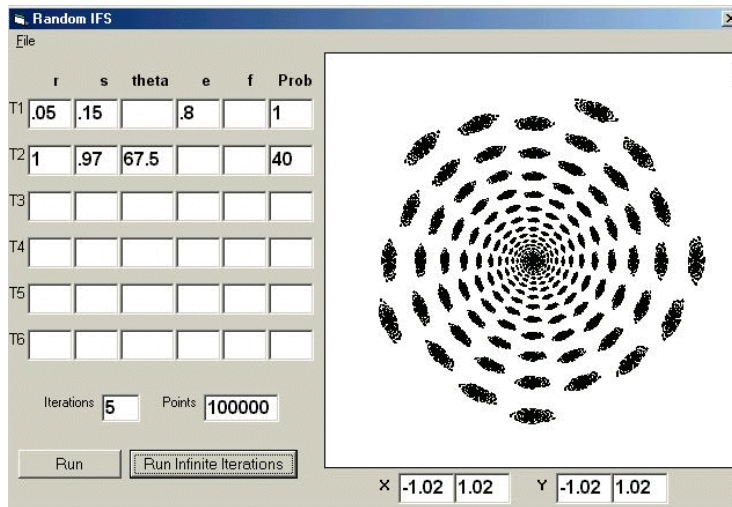 Random IFS
File
r s theta e f Prob
T1 .05 .15 .8 1
T2 1 .97 67.5 40
T3
T4
T5
T6
Iterations 5 Points 100000
Run Run Infinite Iterations
X -1.02 1.02 Y -1.02 1.02